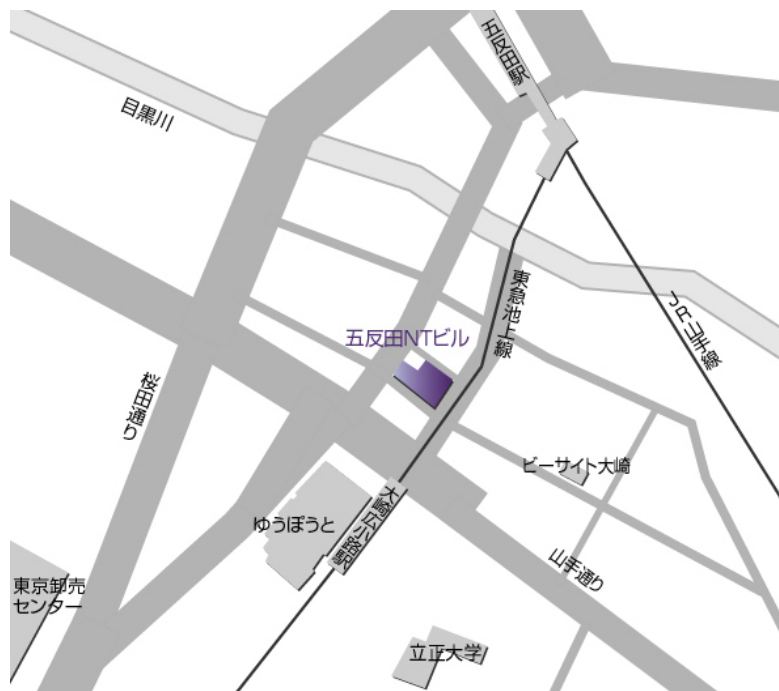 五反田駅
目黒川
東急池上線
JR山手線
五反田NTビル
桜田通り
ビーサイト大崎
大崎広小路駅
ゆうぽうと
山手通り
東京卸売
センター
立正大学